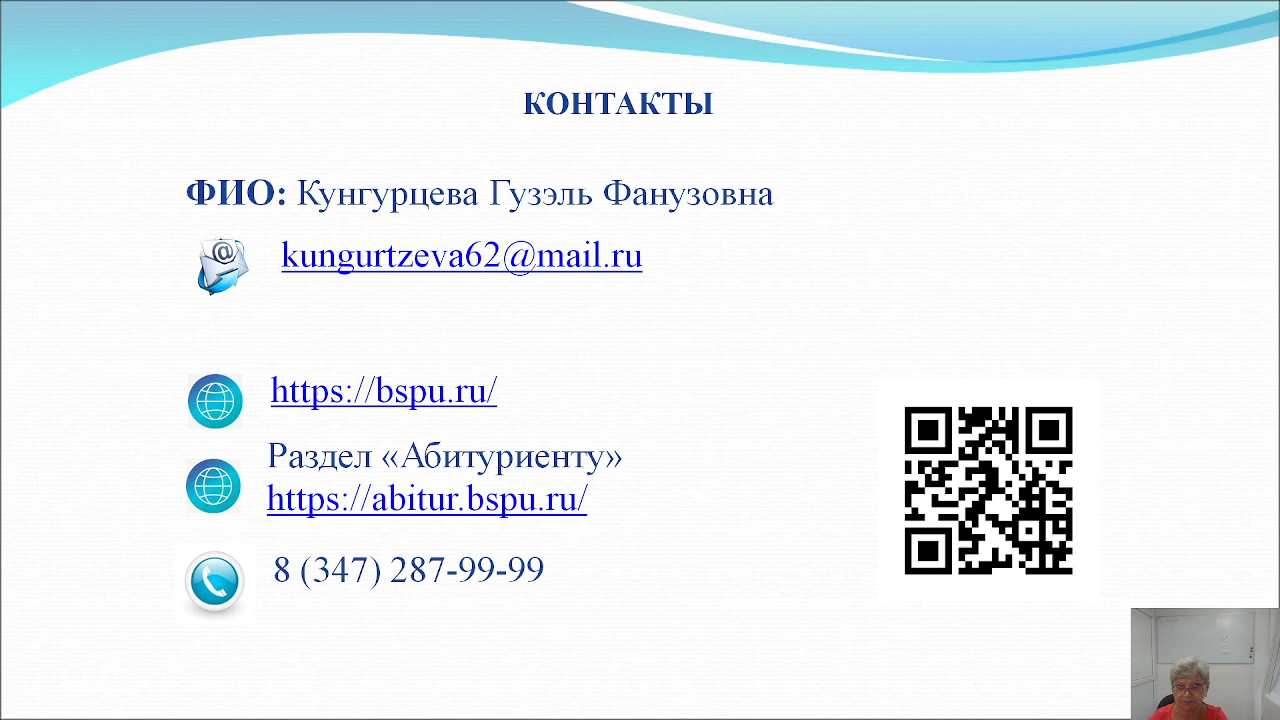 КОНТАКТЫ
ФИО: Кунгурцева Гузэль Фанузовна
kungurtzeva62@mail.ru
https://bspu.ru/
Раздел «Абитуриенту»
https://abitur.bspu.ru/
8 (347) 287-99-99